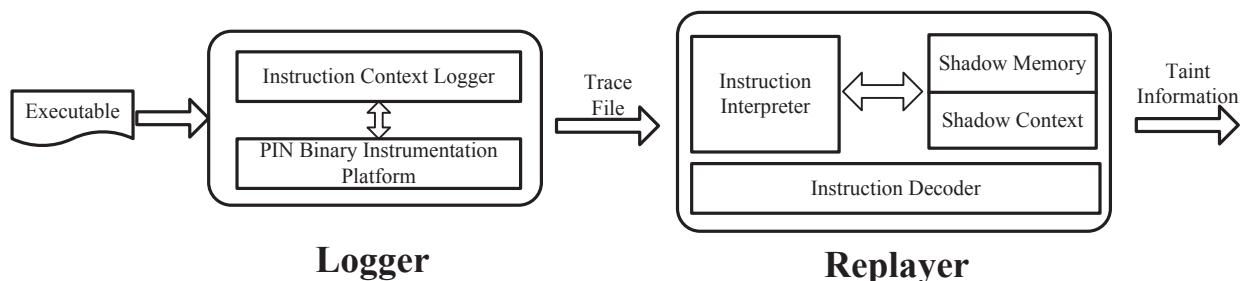 Executable
Instruction Context Logger
PIN Binary Instrumentation
Platform
Logger
Trace
File
Instruction
Interpreter
Shadow Memory
Shadow Context
Instruction Decoder
Replayer
Taint
Information